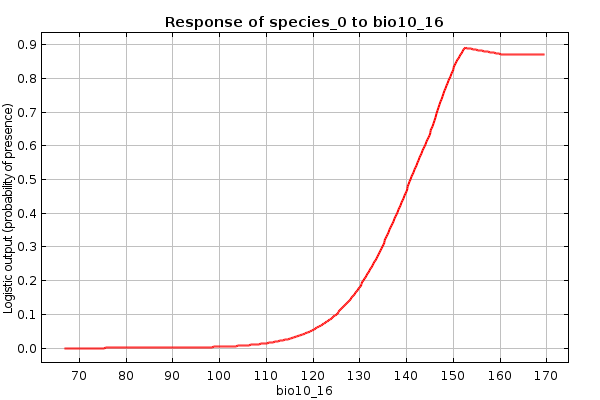 Response of species_0 to bio10_16
Logistic output (probability of presence)
0.9
0.8
0.7
0.6
0.5
0.4
0.3
0.2
0.1
0.0
70 80 90 100 110 120 130 140 150 160 170
bio10_16